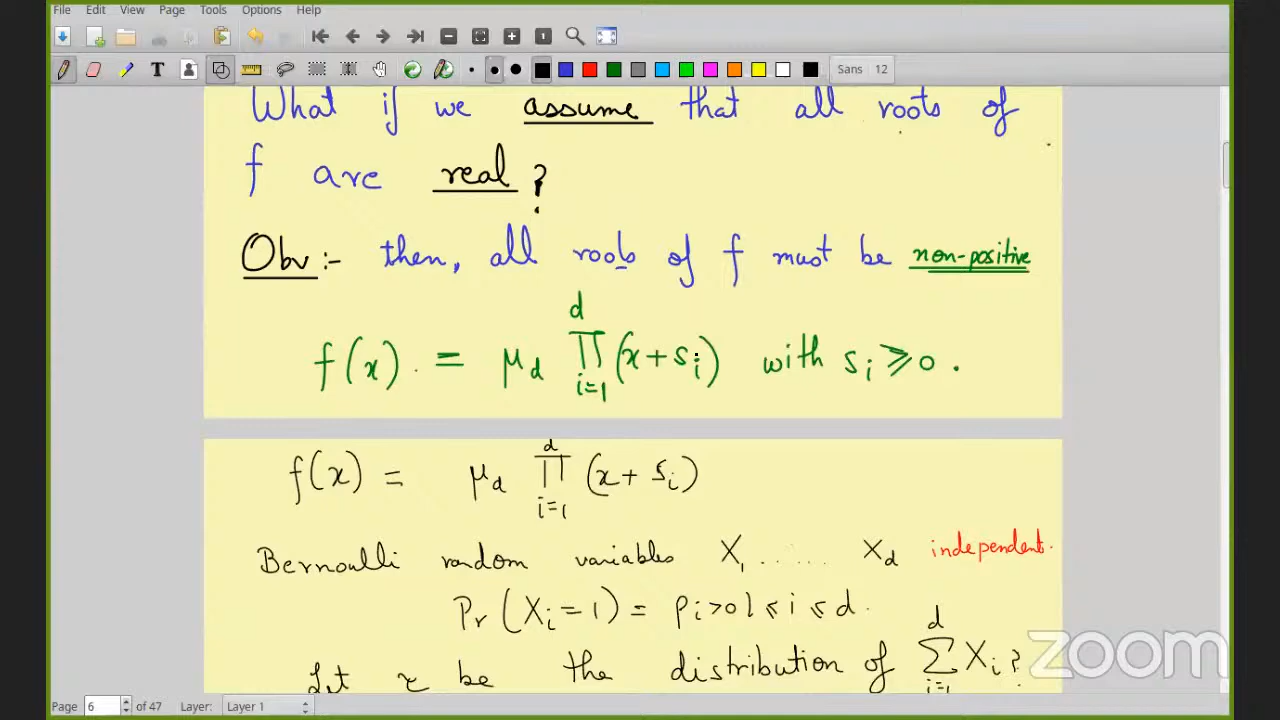 File Edit View Page Tools Options Help
Sans 12
What if we assume that all roots of
f are real?
Obv:- then, all roots of f must be non-positive
f(x) = μ_d ∏_{i=1}^{d} (x + s_i) with s_i ⩾ 0.
f(x) = μ_d ∏_{i=1}^{d} (x + s_i)
Bernoulli random variables X_1 ...... X_d independent.
Pr(X_i = 1) = p_i > 0 1 ⩽ i ⩽ d.
Let τ be the distribution of ∑_{i=1}^{d} X_i?
zoom
Page 6 of 47 Layer: Layer 1